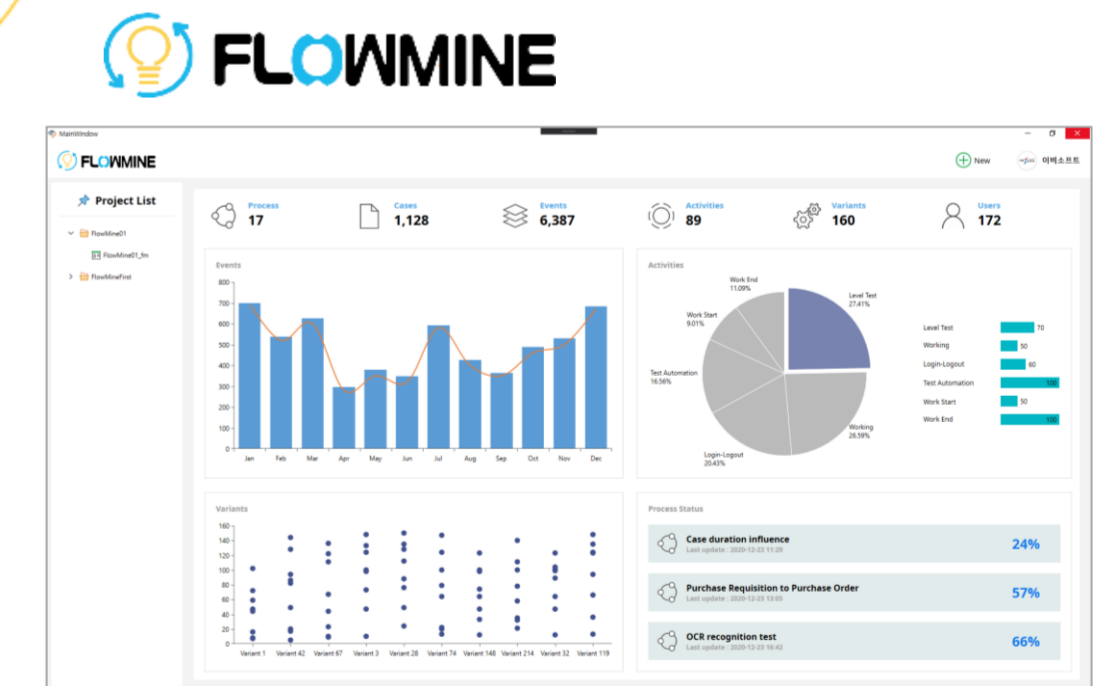 FLOWMINE
MainWindow
FLOWMINE
New
이비소프트
Project List
FlowMine01
FlowMine01_fm
FlowMineFirst
Process
17
Cases
1,128
Events
6,387
Activities
89
Variants
160
Users
172
Events
800
700
600
500
400
300
200
100
0
Jan Feb Mar Apr May Jun Jul Aug Sep Oct Nov Dec
Activities
Work End
11.09%
Level Test
27.41%
Work Start
9.01%
Test Automation
16.56%
Working
26.59%
Login-Logout
20.43%
Level Test 70
Working 50
Login-Logout 60
Test Automation 100
Work Start 50
Work End 100
Variants
160
140
120
100
80
60
40
20
0
Variant 1 Variant 42 Variant 67 Variant 3 Variant 28 Variant 74 Variant 148 Variant 214 Variant 32 Variant 119
Process Status
Case duration influence
Last update : 2020-12-23 11:20
24%
Purchase Requisition to Purchase Order
Last update : 2020-12-23 13:05
57%
OCR recognition test
Last update : 2020-12-23 16:42
66%